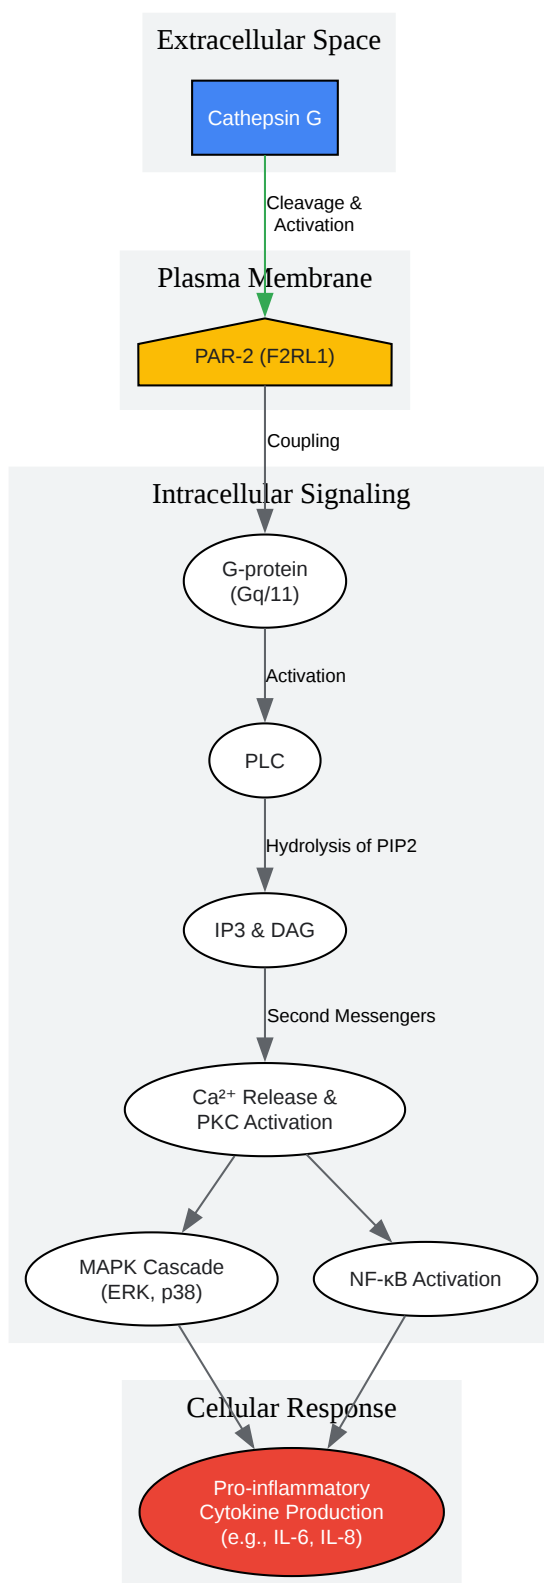 Extracellular Space
Cathepsin G
Cleavage &
Activation
Plasma Membrane
PAR-2 (F2RL1)
Coupling
Intracellular Signaling
G-protein
(Gq/11)
Activation
PLC
Hydrolysis of PIP2
IP3 & DAG
Second Messengers
Ca²⁺ Release &
PKC Activation
MAPK Cascade
(ERK, p38)
NF-κB Activation
Cellular Response
Pro-inflammatory
Cytokine Production
(e.g., IL-6, IL-8)